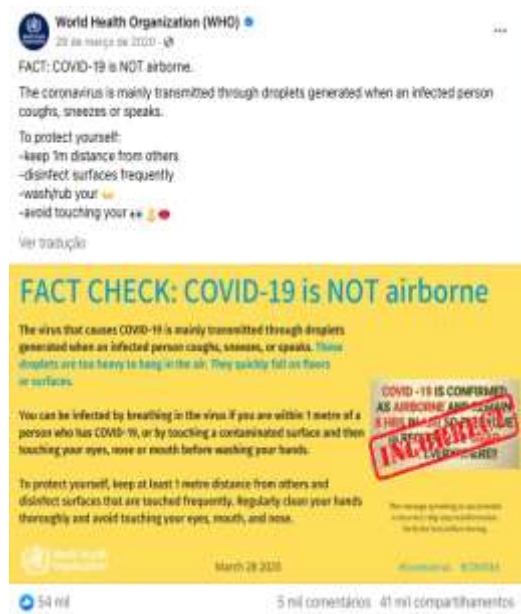 World Health Organization (WHO)
28 de março de 2020
FACT: COVID-19 is NOT airborne.
The coronavirus is mainly transmitted through droplets generated when an infected person
coughs, sneezes or speaks.
To protect yourself:
-keep 1m distance from others
-disinfect surfaces frequently
-wash/rub your
-avoid touching your
Ver tradução
FACT CHECK: COVID-19 is NOT airborne
The virus that causes COVID-19 is mainly transmitted through droplets
generated when an infected person coughs, sneezes, or speaks. These
droplets are too heavy to hang in the air. They quickly fall on floors
or surfaces.
You can be infected by breathing in the virus if you are within 1 metre of a
person who has COVID-19, or by touching a contaminated surface and then
touching your eyes, nose or mouth before washing your hands.
To protect yourself, keep at least 1 metre distance from others and
disinfect surfaces that are touched frequently. Regularly clean your hands
thoroughly and avoid touching your eyes, mouth, and nose.
COVID -19 IS CONFIRMED
AS AIRBORNE AND REMAIN
8 HRS
INCORRECT
World Health
Organization
March 28 2020
#Coronavirus #COVID19
54 mil
5 mil comentários 41 mil compartilhamentos